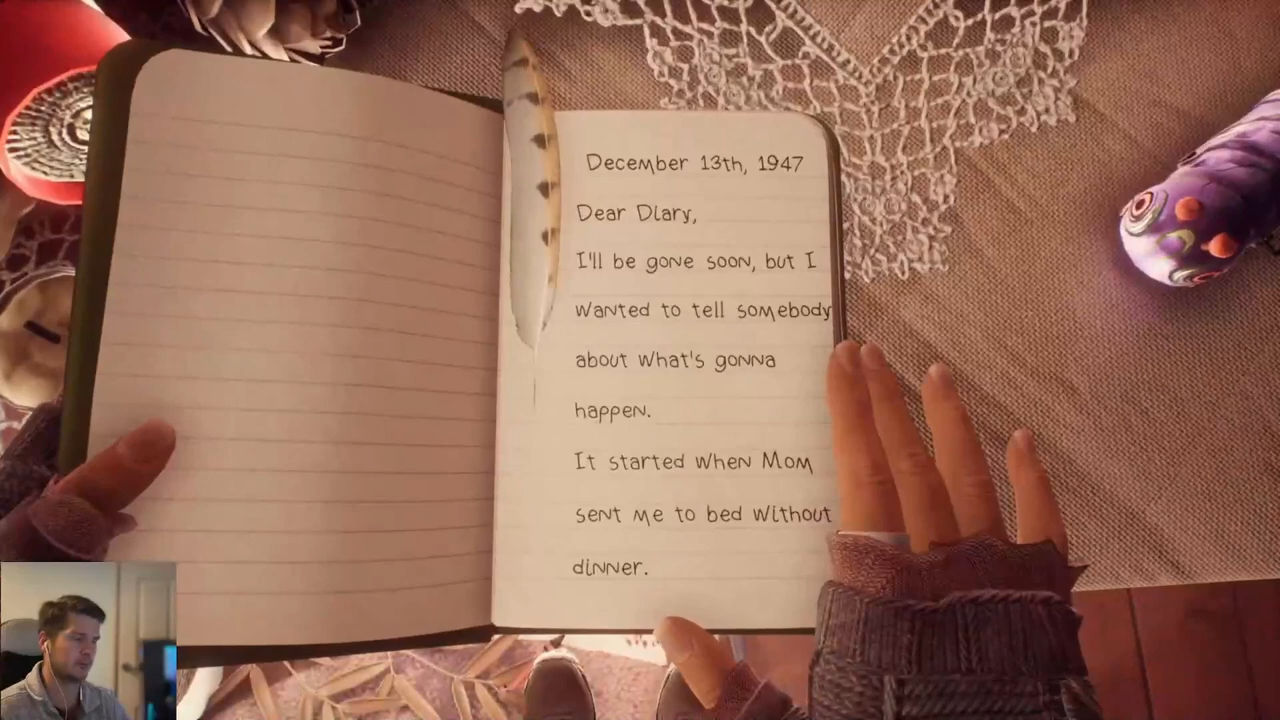 December 13th, 1947
Dear Diary,
I'll be gone soon, but I
wanted to tell somebody
about what's gonna
happen.
It started when Mom
sent me to bed without
dinner.